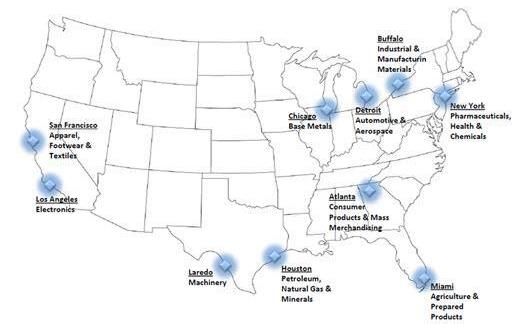 Buffalo
Industrial &
Manufacturin
Materials
New York
Pharmaceuticals,
Health &
Chemicals
Detroit
Automotive &
Aerospace
Chicago
Base Metals
San Francisco
Apparel,
Footwear &
Textiles
Los Angeles
Electronics
Atlanta
Consumer
Products & Mass
Merchandising
Laredo
Machinery
Houston
Petroleum,
Natural Gas &
Minerals
Miami
Agriculture &
Prepared
Products